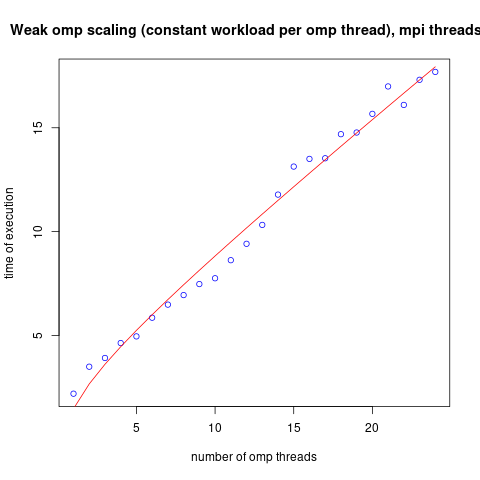 Weak omp scaling (constant workload per omp thread), mpi threads
time of execution
15
10
5
5
10
15
20
number of omp threads